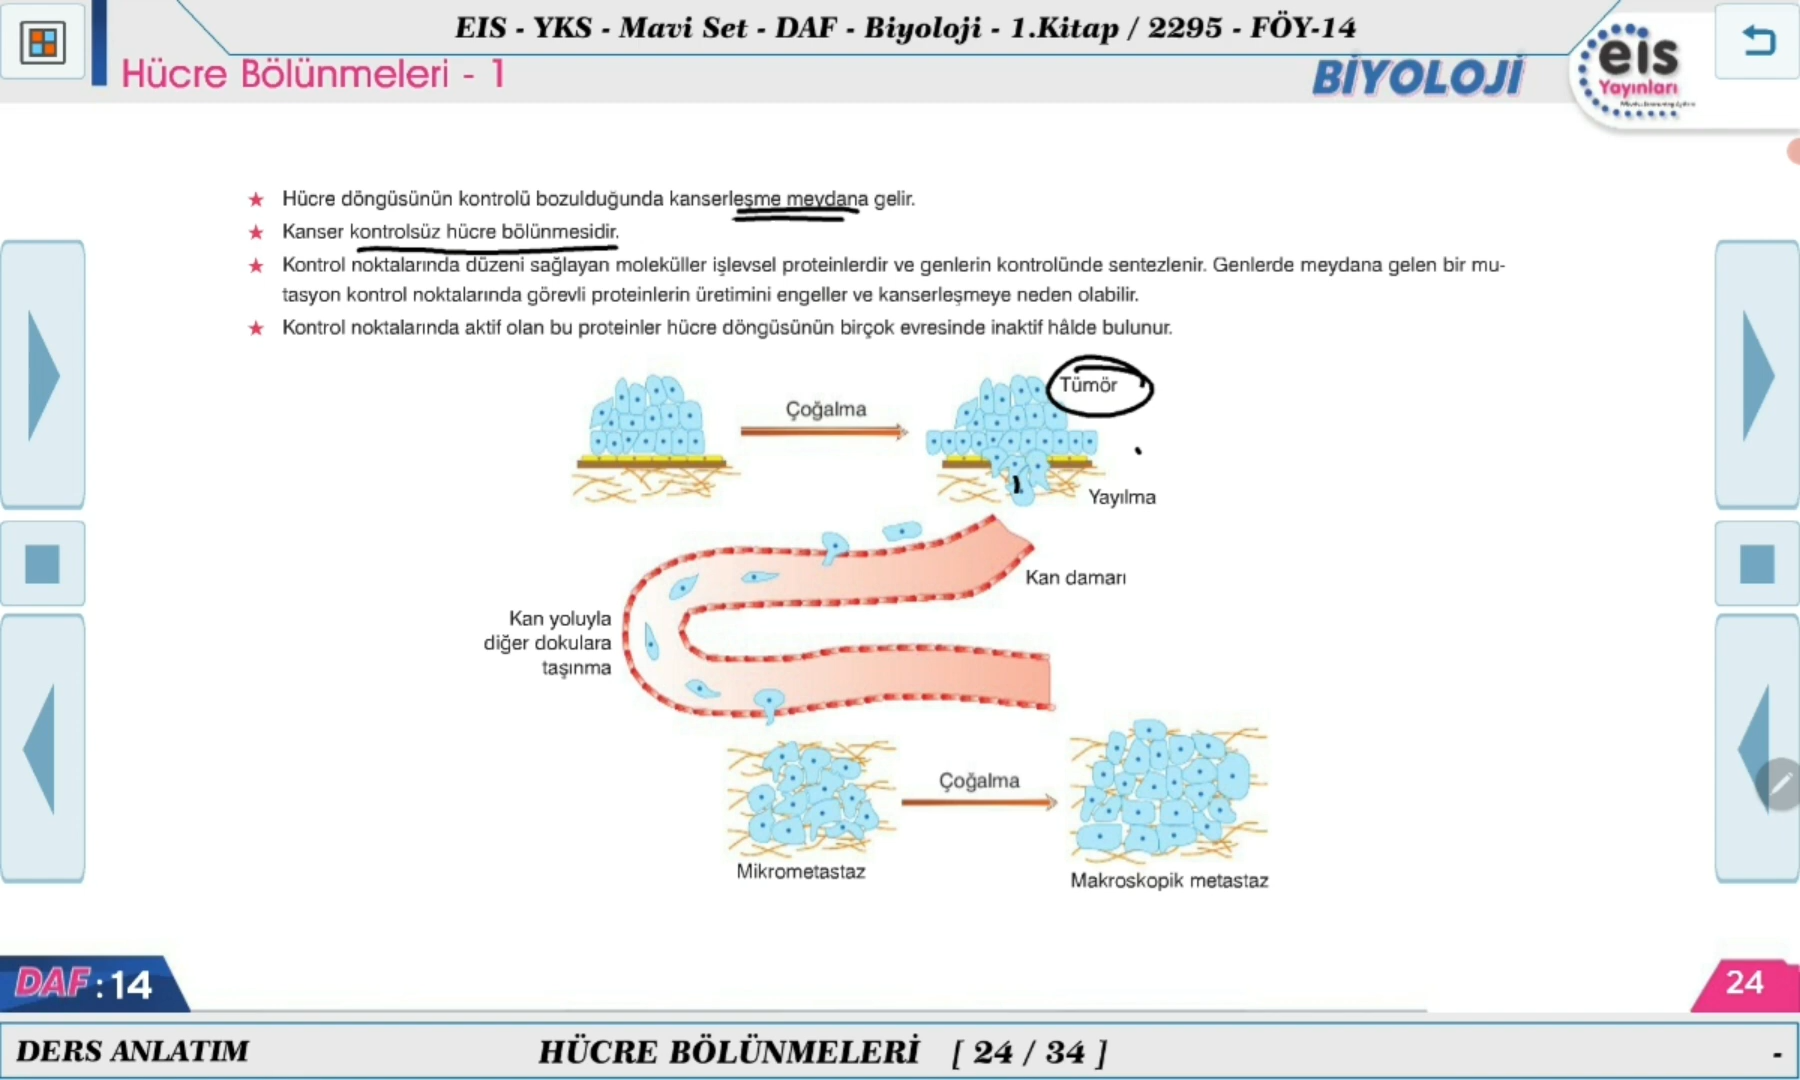 EIS - YKS - Mavi Set - DAF - Biyoloji - 1.Kitap / 2295 - FÖY-14
Hücre Bölünmeleri - 1
BİYOLOJİ
eis
Yayınları
★ Hücre döngüsünün kontrolü bozulduğunda kanserleşme meydana gelir.
★ Kanser kontrolsüz hücre bölünmesidir.
★ Kontrol noktalarında düzeni sağlayan moleküller işlevsel proteinlerdir ve genlerin kontrolünde sentezlenir. Genlerde meydana gelen bir mu-
tasyon kontrol noktalarında görevli proteinlerin üretimini engeller ve kanserleşmeye neden olabilir.
★ Kontrol noktalarında aktif olan bu proteinler hücre döngüsünün birçok evresinde inaktif hâlde bulunur.
Tümör
Çoğalma
Yayılma
Kan damarı
Kan yoluyla
diğer dokulara
taşınma
Çoğalma
Mikrometastaz
Makroskopik metastaz
DAF : 14
24
DERS ANLATIM
HÜCRE BÖLÜNMELERİ [ 24 / 34 ]
-